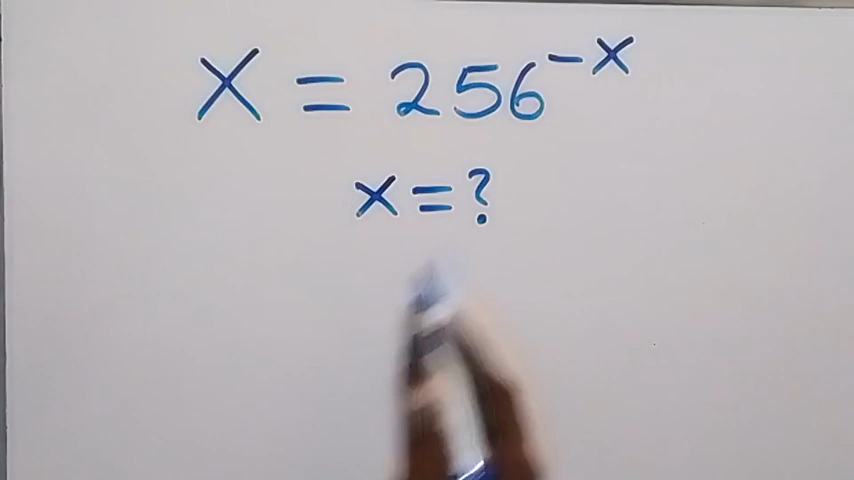 X = 256^{-X}
x = ?